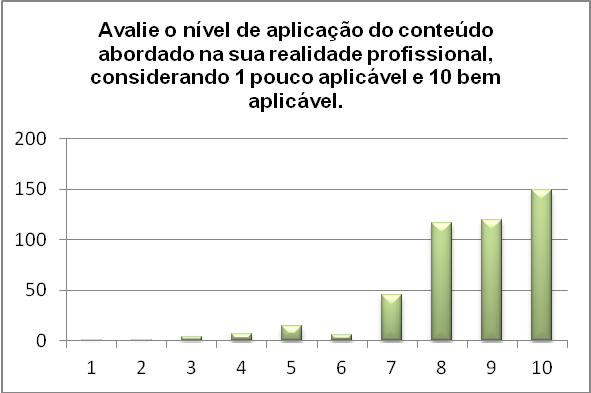 Avalie o nível de aplicação do conteúdo
abordado na sua realidade profissional,
considerando 1 pouco aplicável e 10 bem
aplicável.
200
150
100
50
0
1 2 3 4 5 6 7 8 9 10